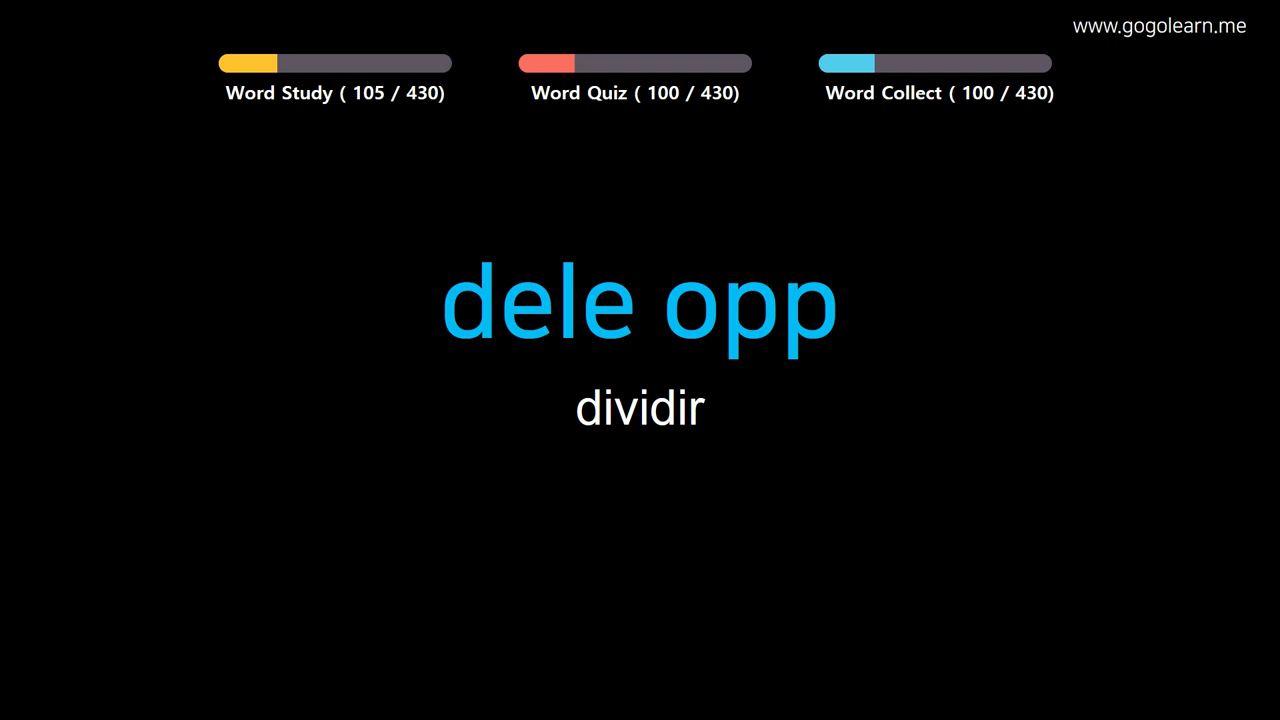 www.gogolearn.me
Word Study ( 105 / 430)
Word Quiz ( 100 / 430)
Word Collect ( 100 / 430)
dele opp
dividir